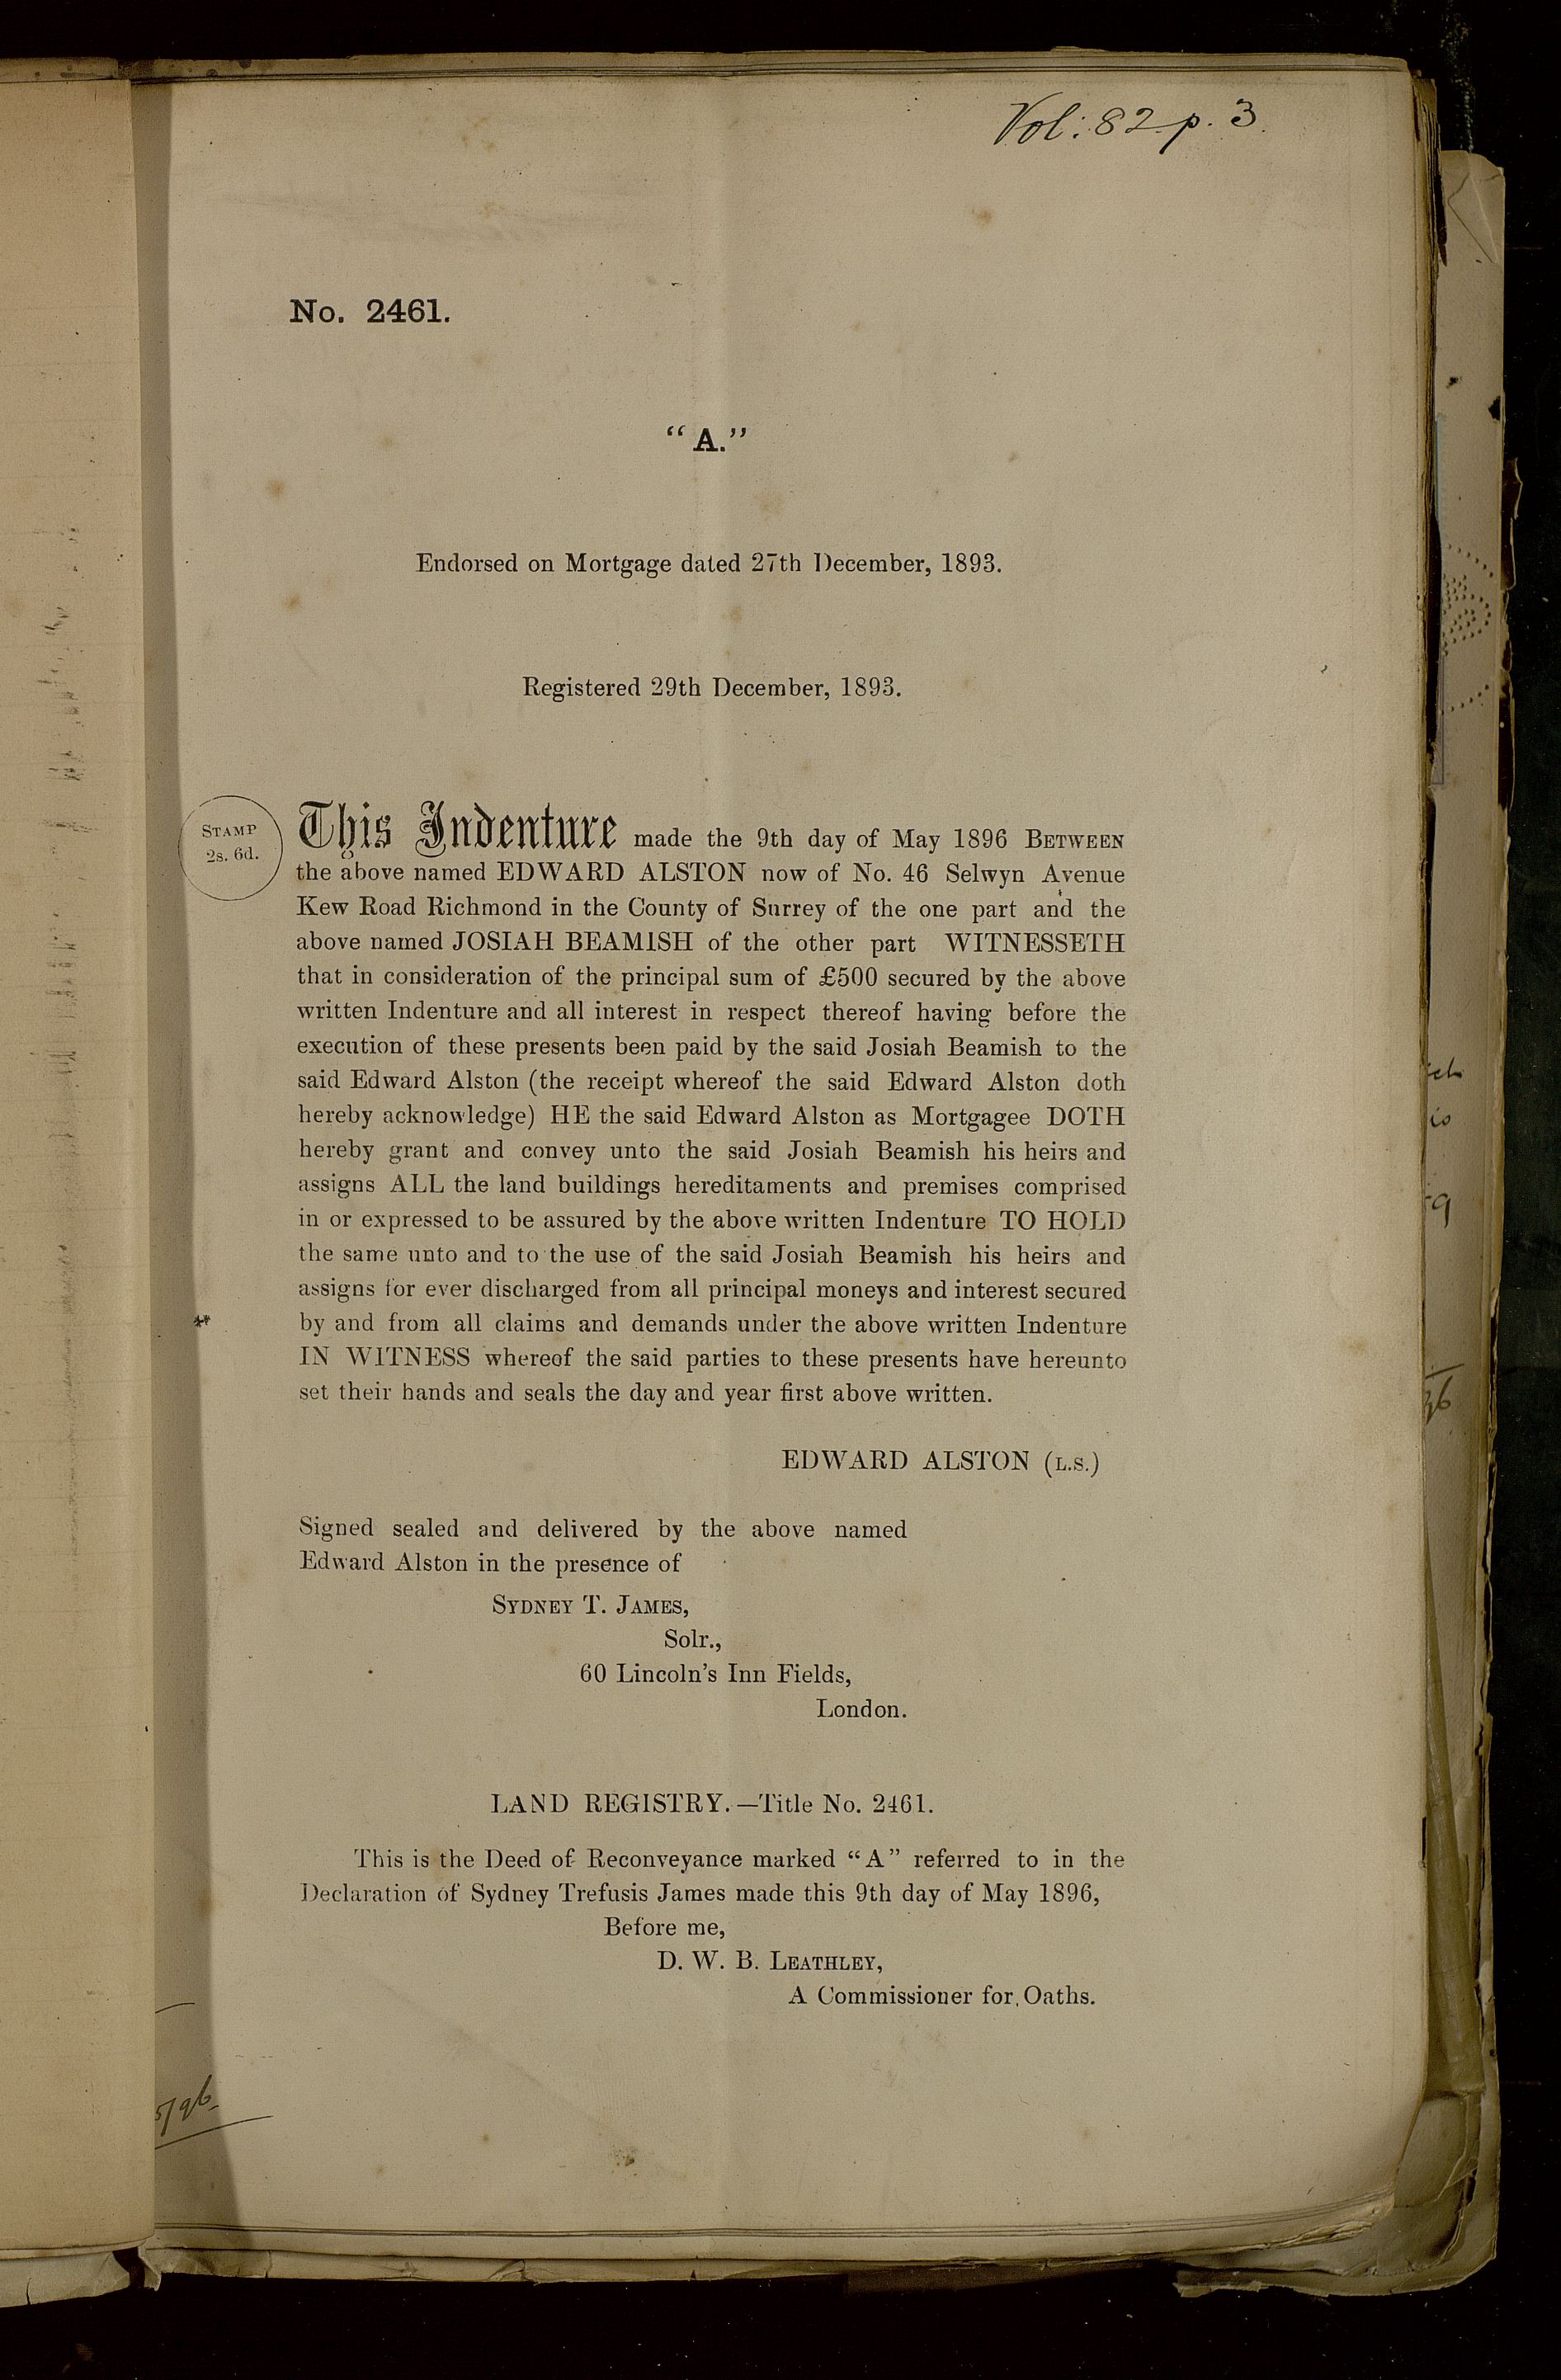 Vol: 82 p. 3
No. 2461.
“A.”
Endorsed on Mortgage dated 27th December, 1893.
Registered 29th December, 1893.
STAMP
2s. 6d.
This Indenture made the 9th day of May 1896 BETWEEN
the above named EDWARD ALSTON now of No. 46 Selwyn Avenue
Kew Road Richmond in the County of Surrey of the one part and the
above named JOSIAH BEAMISH of the other part WITNESSETH
that in consideration of the principal sum of £500 secured by the above
written Indenture and all interest in respect thereof having before the
execution of these presents been paid by the said Josiah Beamish to the
said Edward Alston (the receipt whereof the said Edward Alston doth
hereby acknowledge) HE the said Edward Alston as Mortgagee DOTH
hereby grant and convey unto the said Josiah Beamish his heirs and
assigns ALL the land buildings hereditaments and premises comprised
in or expressed to be assured by the above written Indenture TO HOLD
the same unto and to the use of the said Josiah Beamish his heirs and
assigns for ever discharged from all principal moneys and interest secured
by and from all claims and demands under the above written Indenture
IN WITNESS whereof the said parties to these presents have hereunto
set their hands and seals the day and year first above written.
EDWARD ALSTON (L.S.)
Signed sealed and delivered by the above named
Edward Alston in the presence of
SYDNEY T. JAMES,
Solr.,
60 Lincoln's Inn Fields,
London.
LAND REGISTRY.—Title No. 2461.
This is the Deed of Reconveyance marked “A” referred to in the
Declaration of Sydney Trefusis James made this 9th day of May 1896,
Before me,
D. W. B. LEATHLEY,
A Commissioner for Oaths.
5/96